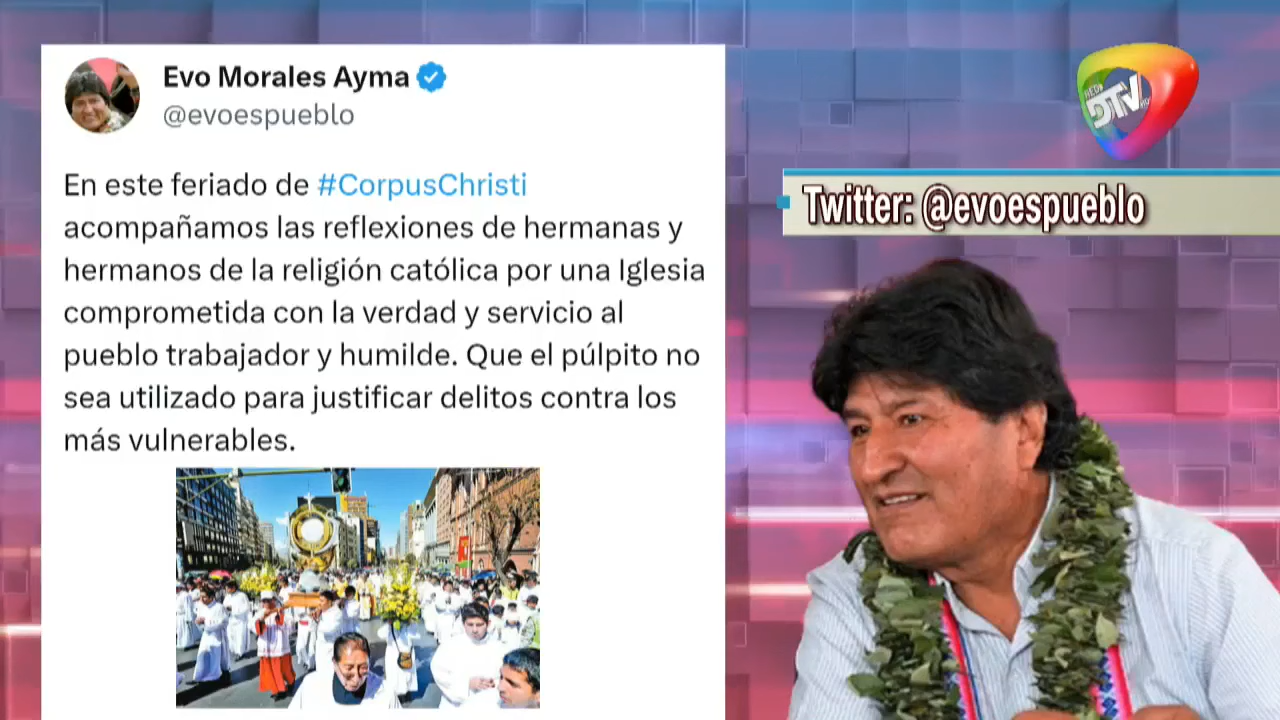 Evo Morales Ayma
@evoespueblo
En este feriado de #CorpusChristi
acompañamos las reflexiones de hermanas y
hermanos de la religión católica por una Iglesia
comprometida con la verdad y servicio al
pueblo trabajador y humilde. Que el púlpito no
sea utilizado para justificar delitos contra los
más vulnerables.
DTV
Twitter: @evoespueblo